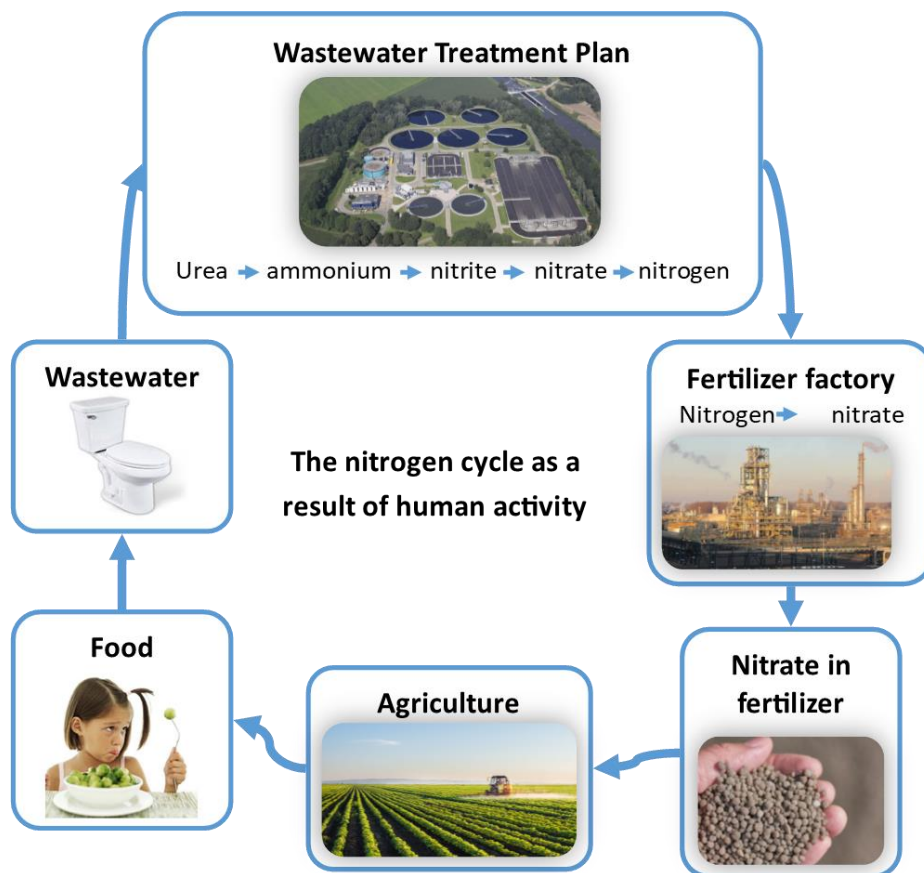 Wastewater Treatment Plan
Urea ammonium nitrite nitrate nitrogen
Wastewater
Fertilizer factory
Nitrogen nitrate
The nitrogen cycle as a
result of human activity
Food
Agriculture
Nitrate in
fertilizer